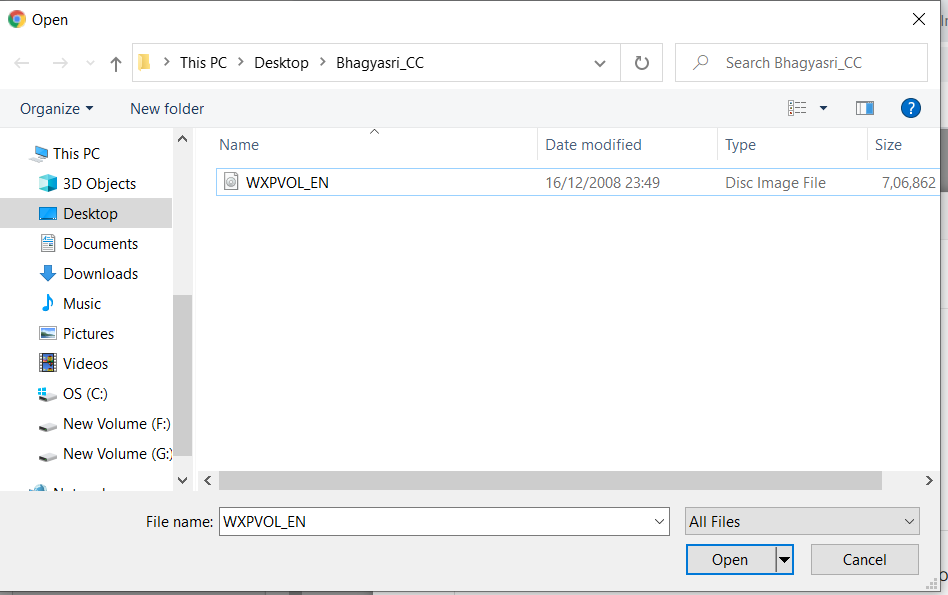 Open
This PC > Desktop > Bhagyasri_CC
Search Bhagyasri_CC
Organize
New folder
?
Name
Date modified
Type
Size
WXPVOL_EN
16/12/2008 23:49
Disc Image File
7,06,862
This PC
3D Objects
Desktop
Documents
Downloads
Music
Pictures
Videos
OS (C:)
New Volume (F:)
New Volume (G:)
File name:
WXPVOL_EN
All Files
Open
Cancel